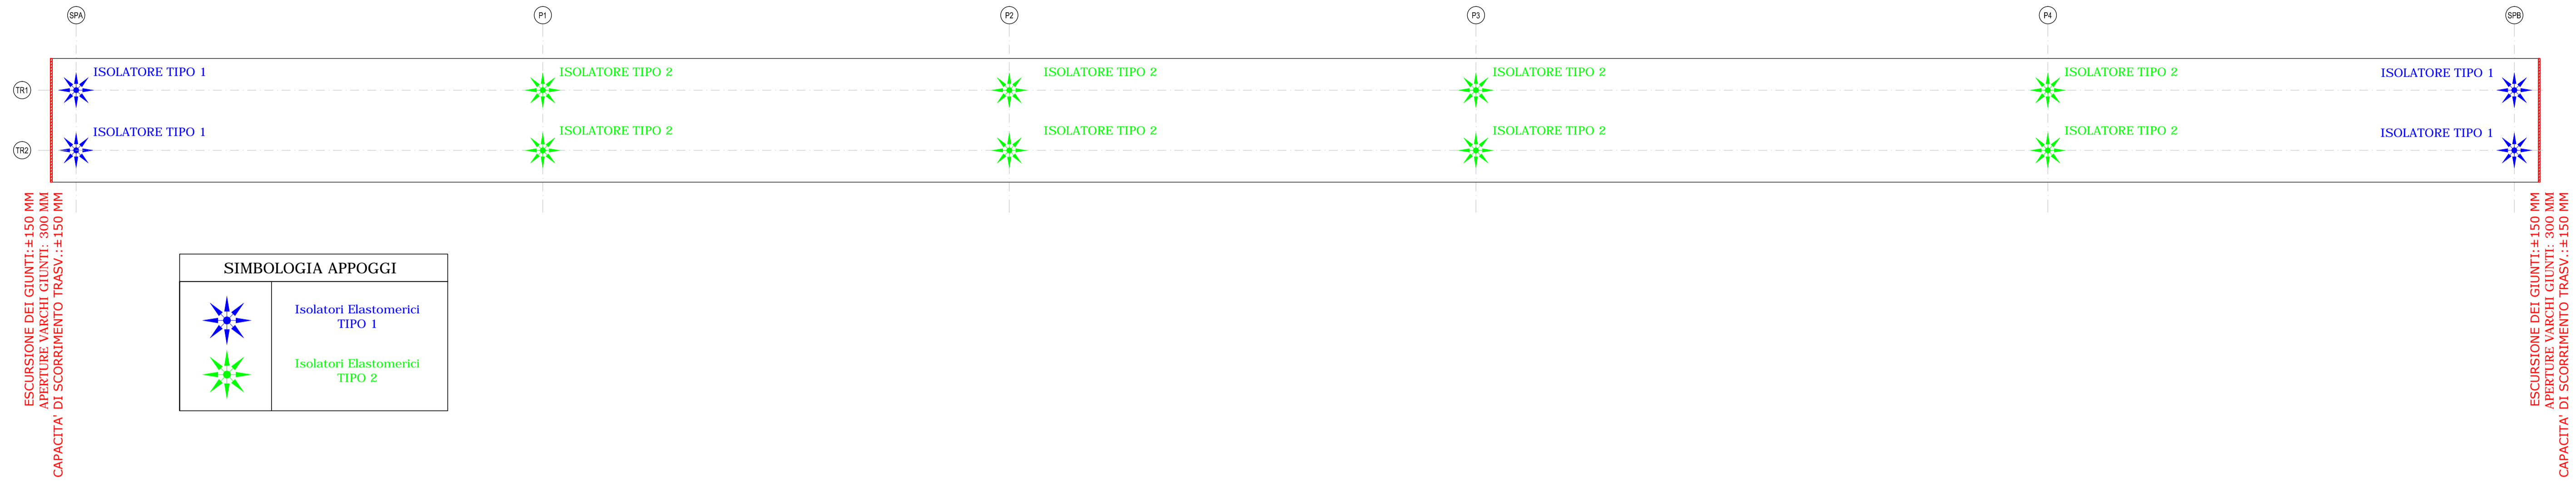 SPA
P1
P2
P3
P4
SPB
ISOLATORE TIPO 1
ISOLATORE TIPO 2
ISOLATORE TIPO 2
ISOLATORE TIPO 2
ISOLATORE TIPO 2
ISOLATORE TIPO 1
TR1
ISOLATORE TIPO 1
ISOLATORE TIPO 2
ISOLATORE TIPO 2
ISOLATORE TIPO 2
ISOLATORE TIPO 2
ISOLATORE TIPO 1
TR2
ESCURSIONE DEI GIUNTI:±150 MM
APERTURE VARCHI GIUNTI: 300 MM
CAPACITA' DI SCORRIMENTO TRASV.:±150 MM
ESCURSIONE DEI GIUNTI:±150 MM
APERTURE VARCHI GIUNTI: 300 MM
CAPACITA' DI SCORRIMENTO TRASV.:±150 MM
SIMBOLOGIA APPOGGI
Isolatori Elastomerici
TIPO 1
Isolatori Elastomerici
TIPO 2